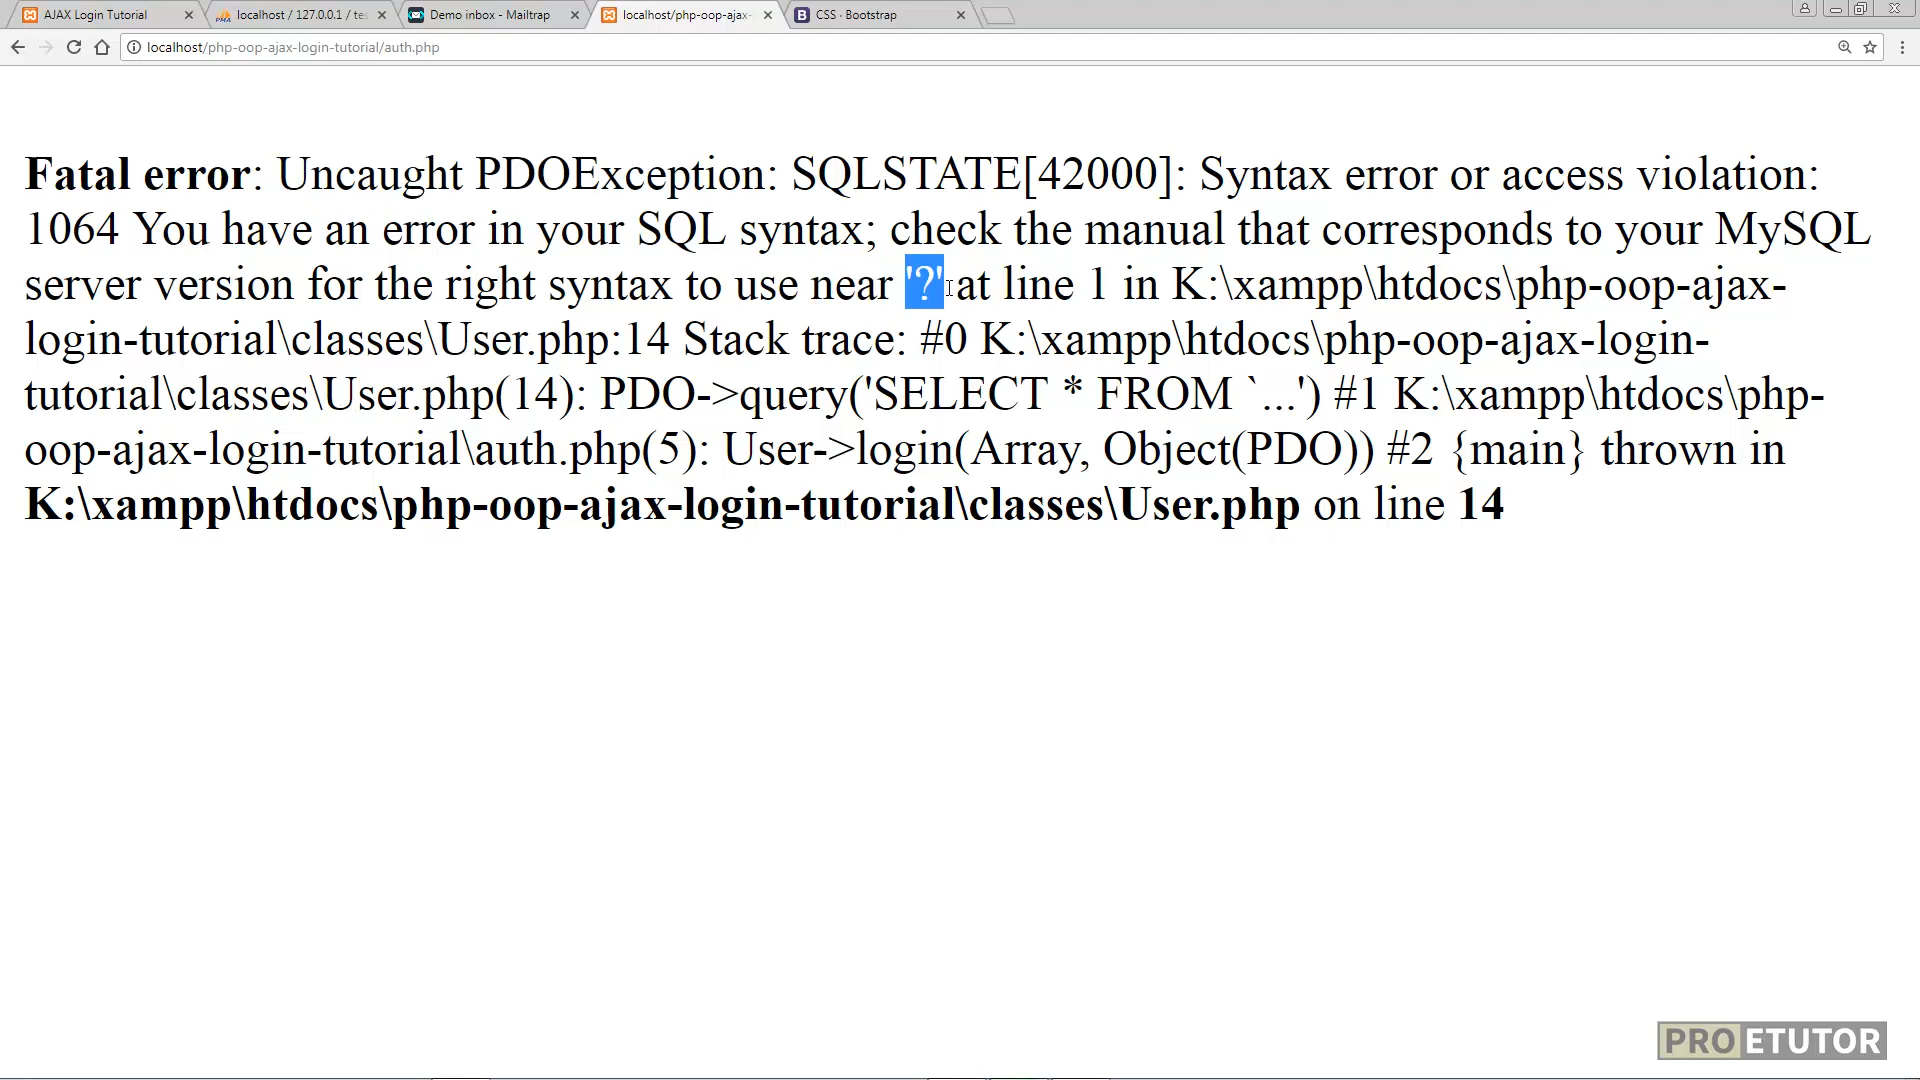 AJAX Login Tutorial
localhost / 127.0.0.1 / tes
Demo inbox - Mailtrap
localhost/php-oop-ajax-
CSS · Bootstrap
localhost/php-oop-ajax-login-tutorial/auth.php
Fatal error: Uncaught PDOException: SQLSTATE[42000]: Syntax error or access violation:
1064 You have an error in your SQL syntax; check the manual that corresponds to your MySQL
server version for the right syntax to use near '?' at line 1 in K:\xampp\htdocs\php-oop-ajax-
login-tutorial\classes\User.php:14 Stack trace: #0 K:\xampp\htdocs\php-oop-ajax-login-
tutorial\classes\User.php(14): PDO->query('SELECT * FROM `...') #1 K:\xampp\htdocs\php-
oop-ajax-login-tutorial\auth.php(5): User->login(Array, Object(PDO)) #2 {main} thrown in
K:\xampp\htdocs\php-oop-ajax-login-tutorial\classes\User.php on line 14
PROETUTOR